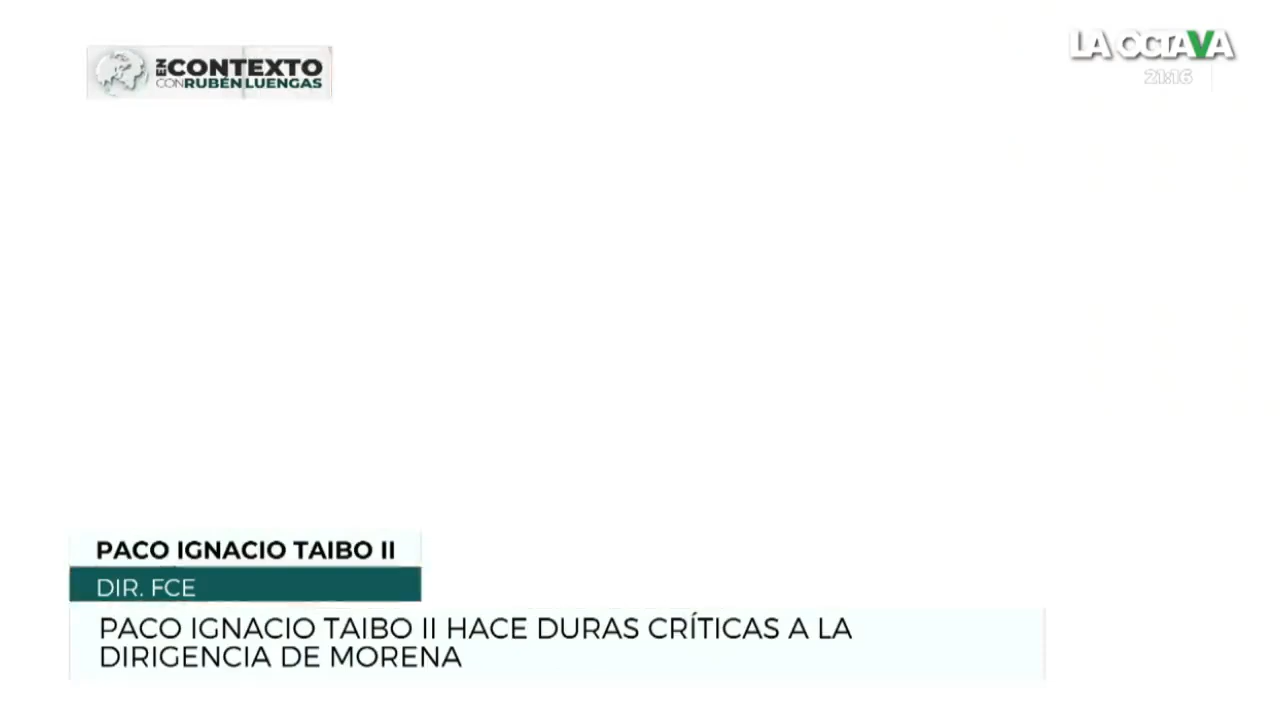 EN CONTEXTO
CON RUBÉN LUENGAS
LA OCTAVA
21:16
PACO IGNACIO TAIBO II
DIR. FCE
PACO IGNACIO TAIBO II HACE DURAS CRÍTICAS A LA
DIRIGENCIA DE MORENA